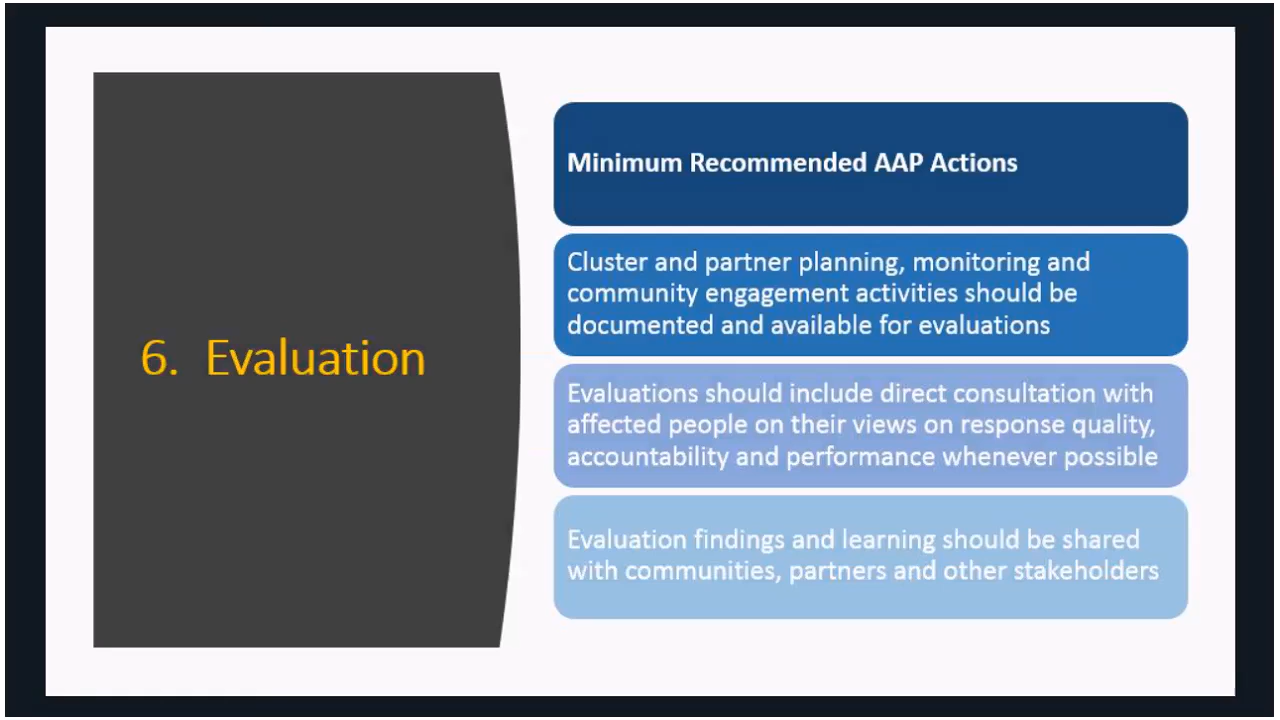 6. Evaluation
Minimum Recommended AAP Actions
Cluster and partner planning, monitoring and
community engagement activities should be
documented and available for evaluations
Evaluations should include direct consultation with
affected people on their views on response quality,
accountability and performance whenever possible
Evaluation findings and learning should be shared
with communities, partners and other stakeholders